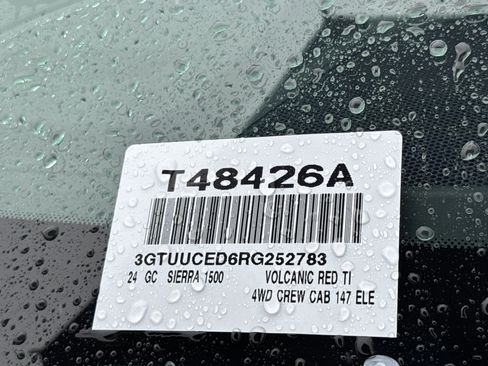 T48426A
3GTUUCED6RG252783
24 GC SIERRA 1500 VOLCANIC RED TI
4WD CREW CAB 147 ELE